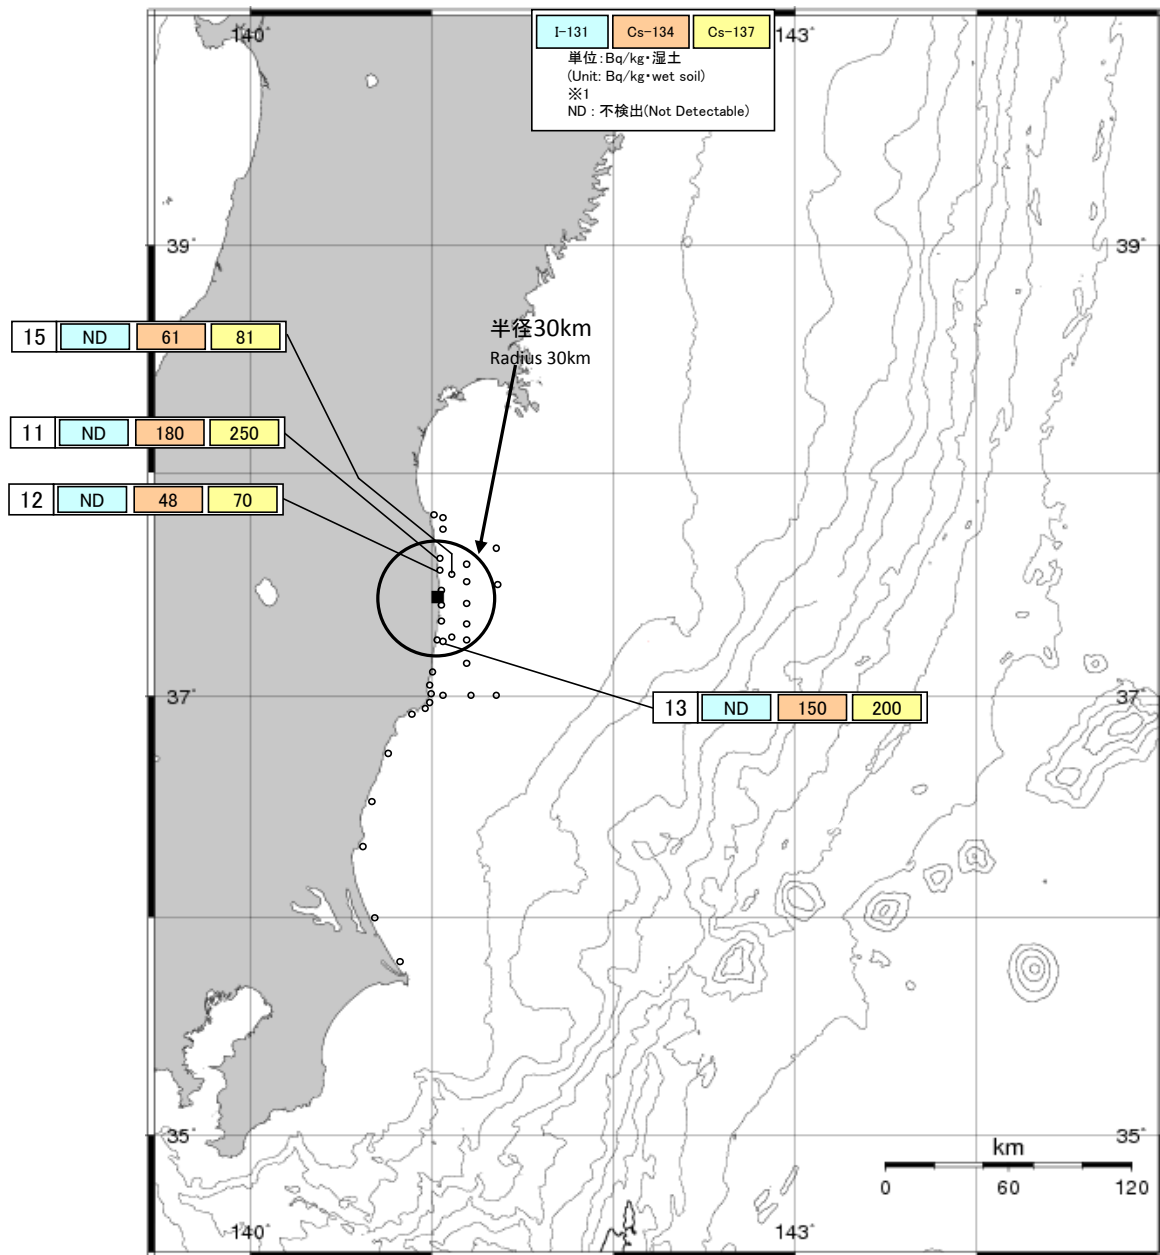 140°
143°
I-131 Cs-134 Cs-137
単位:Bq/kg・湿土
(Unit: Bq/kg・wet soil)
※1
ND : 不検出(Not Detectable)
39°
39°
15 ND 61 81
半径30km
Radius 30km
11 ND 180 250
12 ND 48 70
37°
37°
13 ND 150 200
35°
35°
km
0 60 120
140°
143°